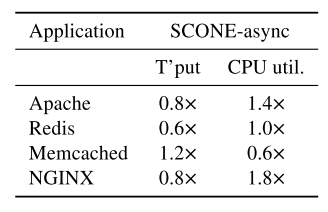 Application SCONE-async
T’put CPU util.
Apache 0.8× 1.4×
Redis 0.6× 1.0×
Memcached 1.2× 0.6×
NGINX 0.8× 1.8×